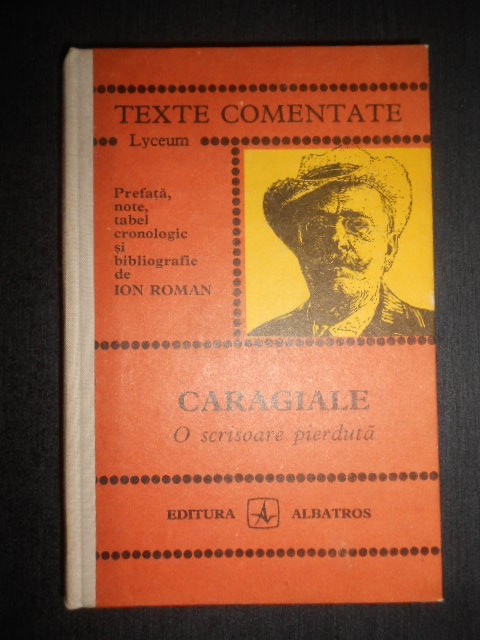 TEXTE COMENTATE
Lyceum
Prefață,
note,
tabel
cronologic
și
bibliografie
de
ION ROMAN
CARAGIALE
O scrisoare pierdută
EDITURA ALBATROS